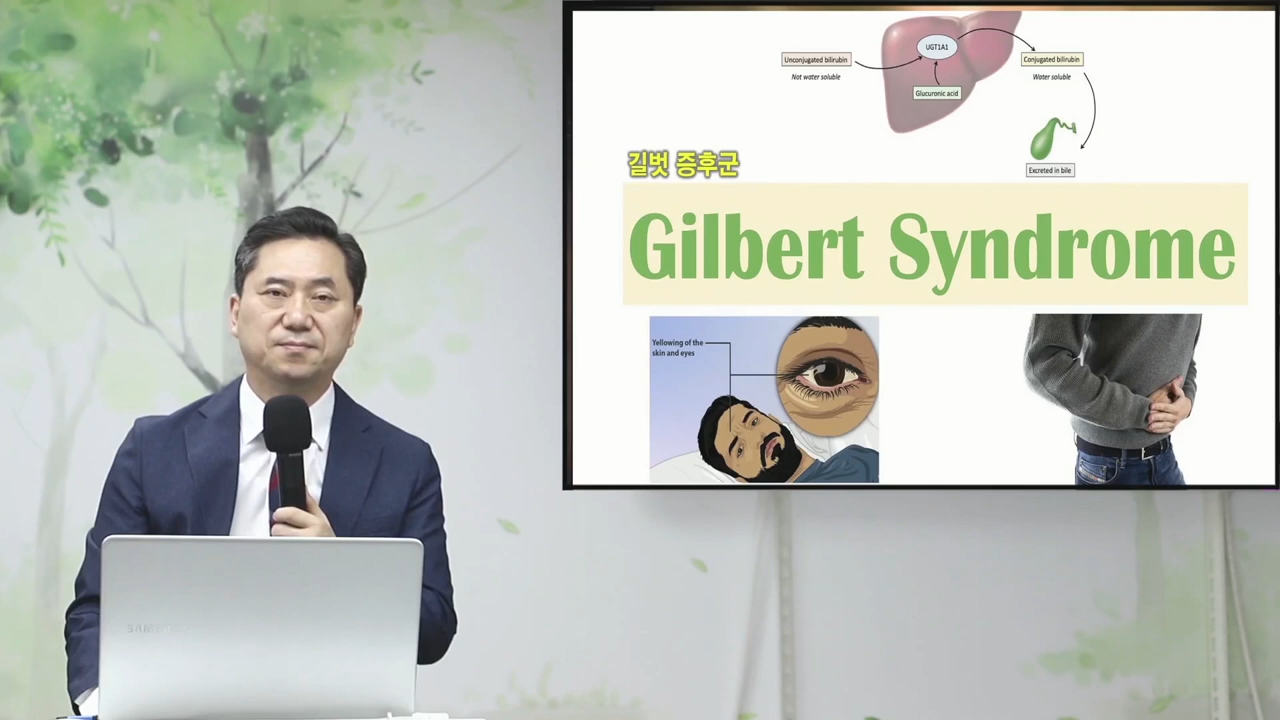 UGT1A1
Unconjugated bilirubin
Not water soluble
Conjugated bilirubin
Water soluble
Glucuronic acid
Excreted in bile
길벗 증후군
Gilbert Syndrome
Yellowing of the
skin and eyes
SAMSUNG